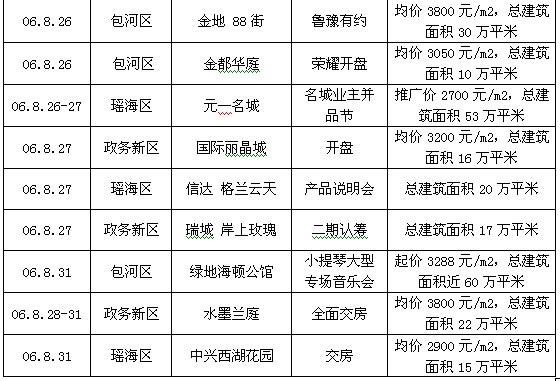 06.8.26 包河区 金地 88 街 鲁豫有约 均价 3800 元/m2，总建筑
面积 30 万平米
06.8.26 包河区 金都华庭 荣耀开盘 均价 3050 元/m2，总建筑
面积 10 万平米
06.8.26-27 瑶海区 元一名城 名城业主并
品节 推广价 2700 元/m2，总建
筑面积 53 万平米
06.8.27 政务新区 国际丽晶城 开盘 均价 3200 元/m2，总建筑
面积 16 万平米
06.8.27 瑶海区 信达 格兰云天 产品说明会 总建筑面积 20 万平米
06.8.27 政务新区 瑞城 岸上玫瑰 二期认筹 总建筑面积 17 万平米
06.8.31 包河区 绿地海顿公馆 小提琴大型
专场音乐会 起价 3288 元/m2，总建筑
面积近 60 万平米
06.8.28-31 政务新区 水墨兰庭 全面交房 均价 3800 元/m2，总建筑
面积 22 万平米
06.8.31 瑶海区 中兴西湖花园 交房 均价 2900 元/m2，总建筑
面积 15 万平米